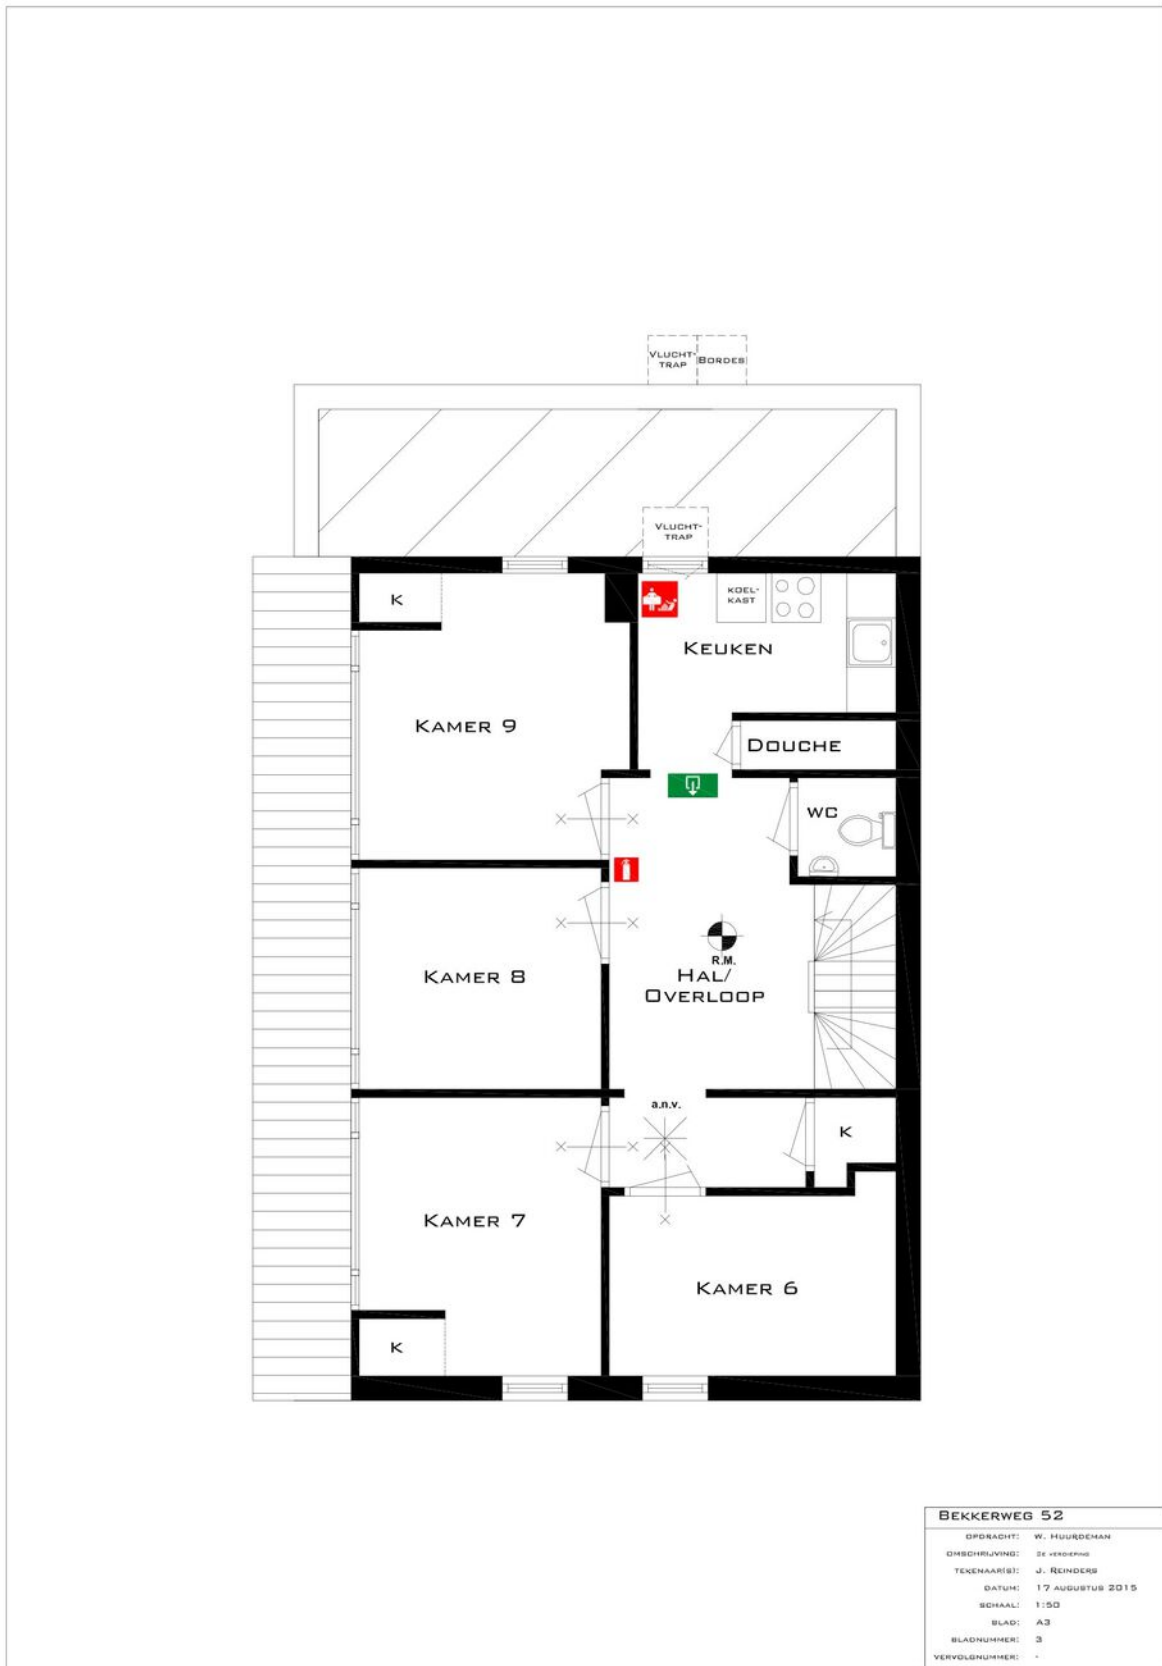 VLUCHT-
TRAP
BORDES
VLUCHT-
TRAP
K
KOEL-
KAST
KEUKEN
KAMER 9
DOUCHE
WC
R.M.
HAL/
OVERLOOP
KAMER 8
a.n.v.
K
KAMER 7
KAMER 6
K
BEKKERWEG 52
OPDRACHT: W. HUURDEMAN
OMSCHRIJVING: 2E VERDIEPING
TEKENAAR(S): J. REINDERS
DATUM: 17 AUGUSTUS 2015
SCHAAL: 1:50
BLAD: A3
BLADNUMMER: 3
VERVOLGNUMMER: -